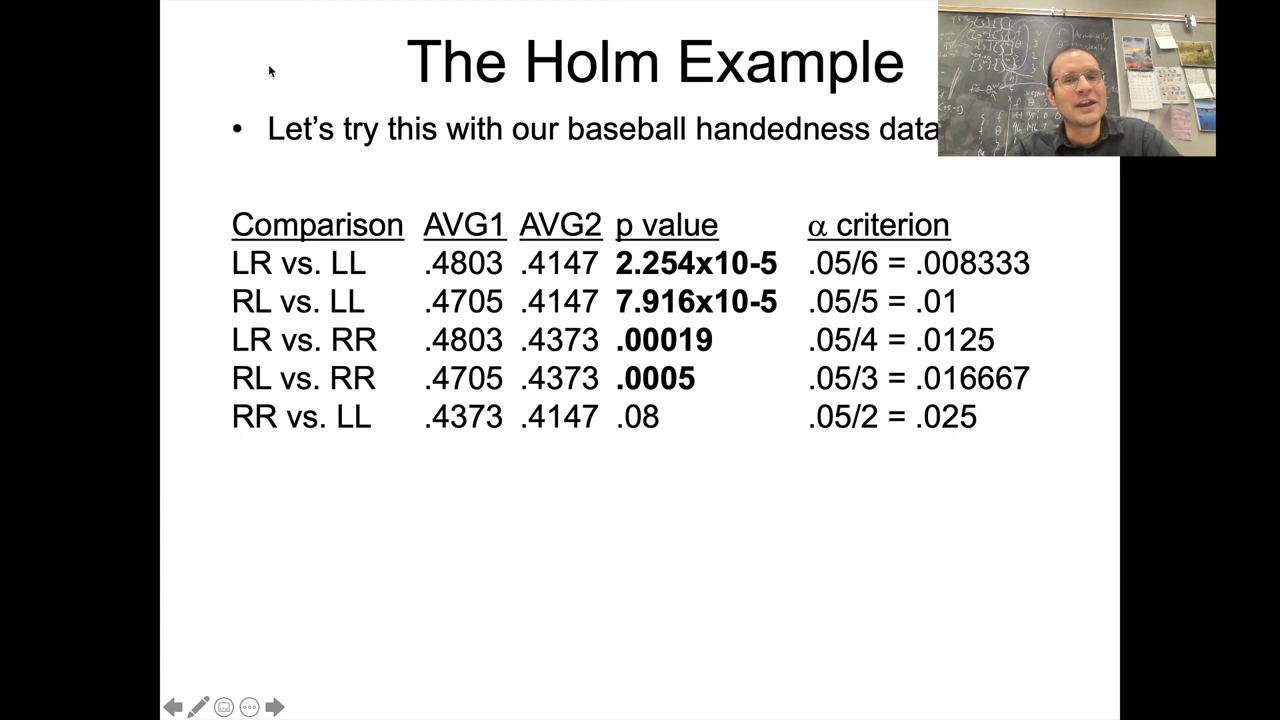 The Holm Example
• Let's try this with our baseball handedness data
Comparison AVG1 AVG2 p value α criterion
LR vs. LL .4803 .4147 2.254x10-5 .05/6 = .008333
RL vs. LL .4705 .4147 7.916x10-5 .05/5 = .01
LR vs. RR .4803 .4373 .00019 .05/4 = .0125
RL vs. RR .4705 .4373 .0005 .05/3 = .016667
RR vs. LL .4373 .4147 .08 .05/2 = .025